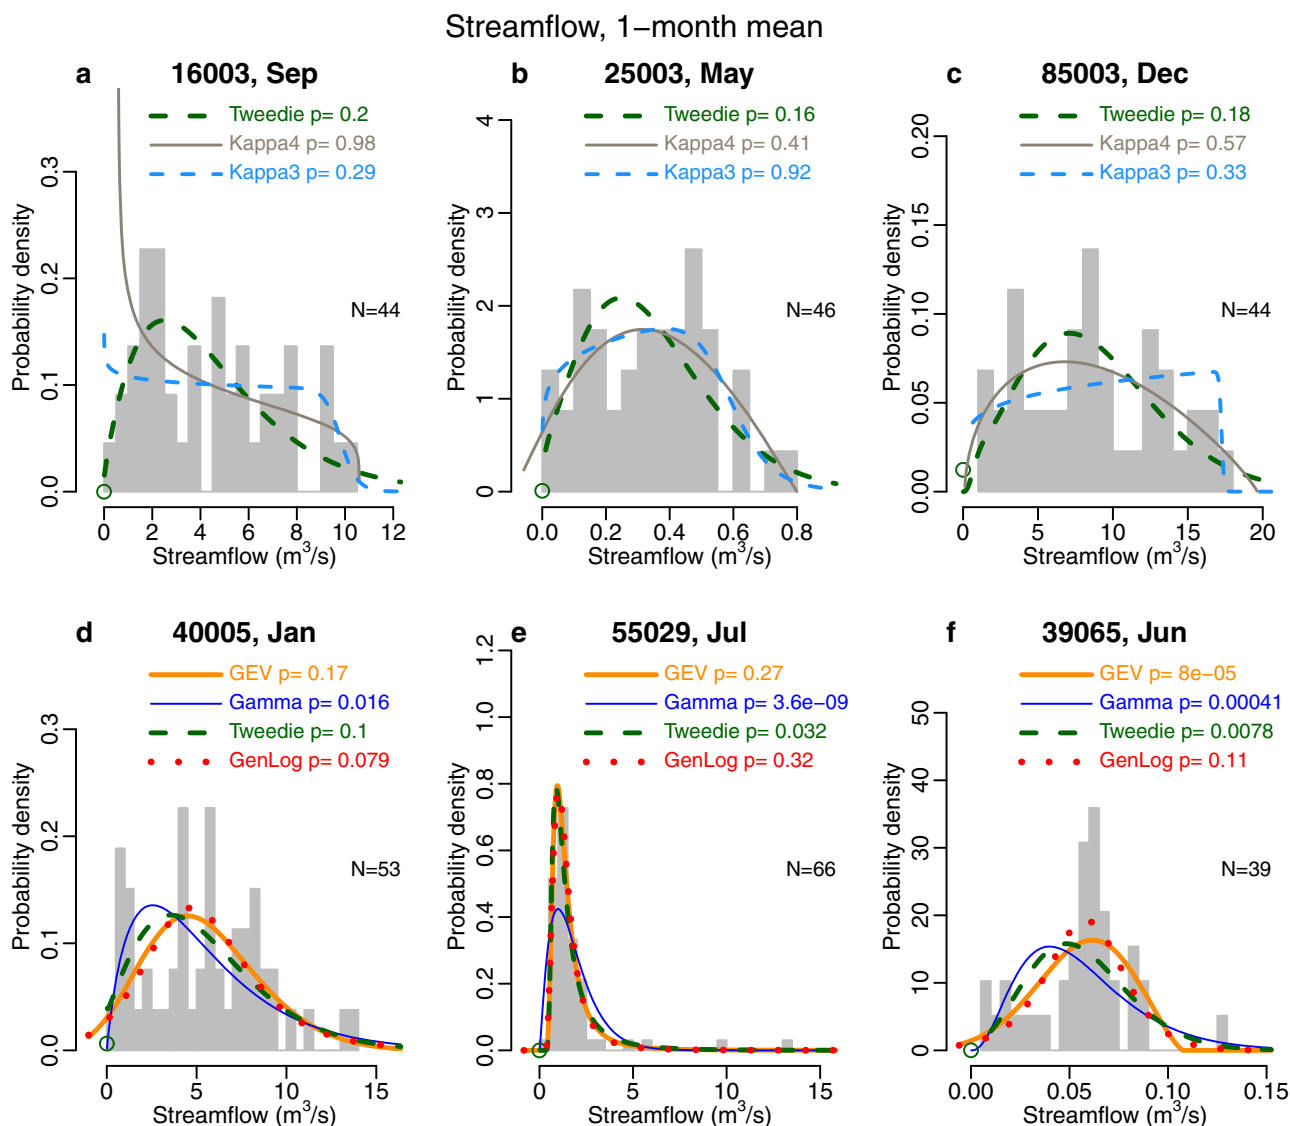 Streamflow, 1−month mean
a 16003, Sep
Tweedie p= 0.2
Kappa4 p= 0.98
Kappa3 p= 0.29
N=44
Probability density
0.0 0.1 0.2 0.3
0 2 4 6 8 10 12
Streamflow (m³/s)
b 25003, May
Tweedie p= 0.16
Kappa4 p= 0.41
Kappa3 p= 0.92
N=46
Probability density
0 1 2 3 4
0.0 0.2 0.4 0.6 0.8
Streamflow (m³/s)
c 85003, Dec
Tweedie p= 0.18
Kappa4 p= 0.57
Kappa3 p= 0.33
N=44
Probability density
0.00 0.05 0.10 0.15 0.20
0 5 10 15 20
Streamflow (m³/s)
d 40005, Jan
GEV p= 0.17
Gamma p= 0.016
Tweedie p= 0.1
GenLog p= 0.079
N=53
Probability density
0.0 0.1 0.2 0.3
0 5 10 15
Streamflow (m³/s)
e 55029, Jul
GEV p= 0.27
Gamma p= 3.6e−09
Tweedie p= 0.032
GenLog p= 0.32
N=66
Probability density
0.0 0.2 0.4 0.6 0.8 1.0 1.2
0 5 10 15
Streamflow (m³/s)
f 39065, Jun
GEV p= 8e−05
Gamma p= 0.00041
Tweedie p= 0.0078
GenLog p= 0.11
N=39
Probability density
0 10 20 30 40 50
0.00 0.05 0.10 0.15
Streamflow (m³/s)